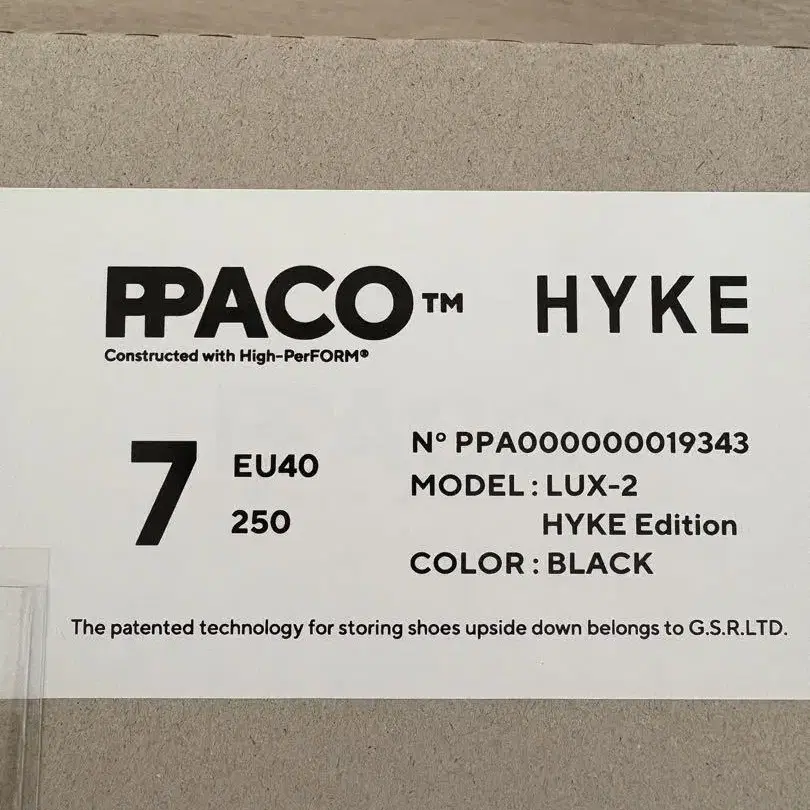 PPACO™ HYKE
Constructed with High-PerFORM®
7
EU40
250
Nº PPA000000019343
MODEL : LUX-2
HYKE Edition
COLOR : BLACK
The patented technology for storing shoes upside down belongs to G.S.R.LTD.